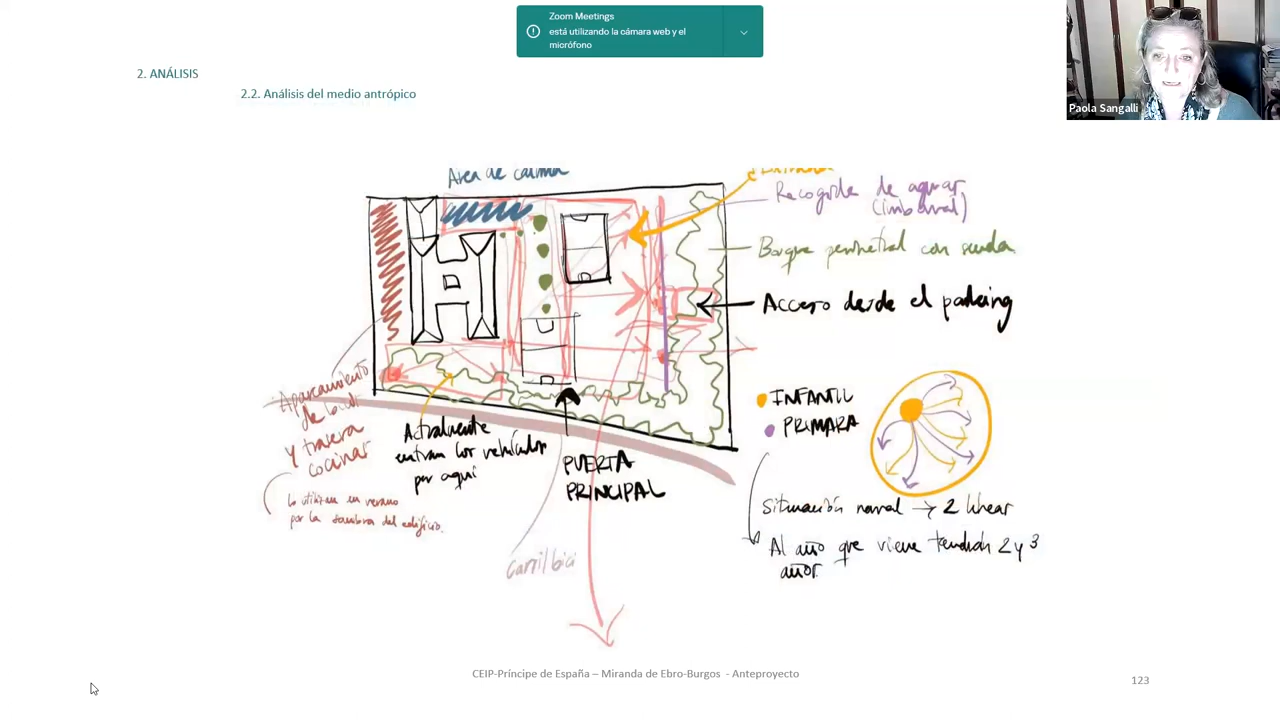 Zoom Meetings
está utilizando la cámara web y el
micrófono
Paola Sangalli
2. ANÁLISIS
2.2. Análisis del medio antrópico
Area de calma
Recogida de aguas
(imbornal)
Bosque perimetral con senda
Acceso desde el parking
Aparcamiento
de
y trasera
cocinas
Lo utilizan en verano
por la sombra del edificio.
Actualmente
entran los vehículos
por aquí
PUERTA
PRINCIPAL
Carril bici
INFANTIL
PRIMARIA
Situación normal → 2 líneas
Al año que viene tendrán 2 y 3
años.
CEIP-Príncipe de España – Miranda de Ebro-Burgos - Anteproyecto
123